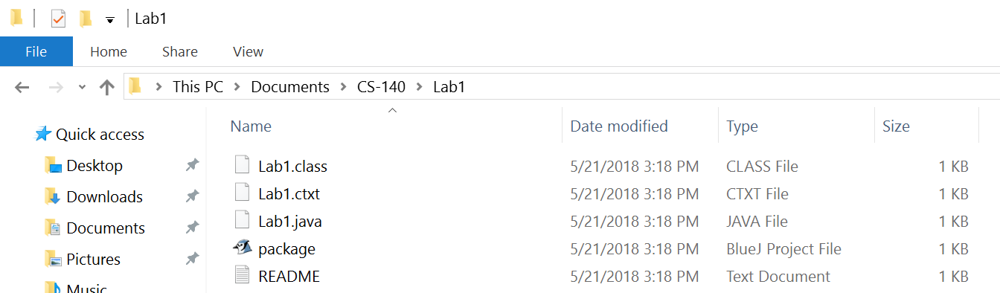 Lab1
File Home Share View
This PC Documents CS-140 Lab1
Name Date modified Type Size
Quick access
Desktop
Downloads
Documents
Pictures
Music
Lab1.class 5/21/2018 3:18 PM CLASS File 1 KB
Lab1.ctxt 5/21/2018 3:18 PM CTXT File 1 KB
Lab1.java 5/21/2018 3:18 PM JAVA File 1 KB
package 5/21/2018 3:18 PM BlueJ Project File 1 KB
README 5/21/2018 3:18 PM Text Document 1 KB